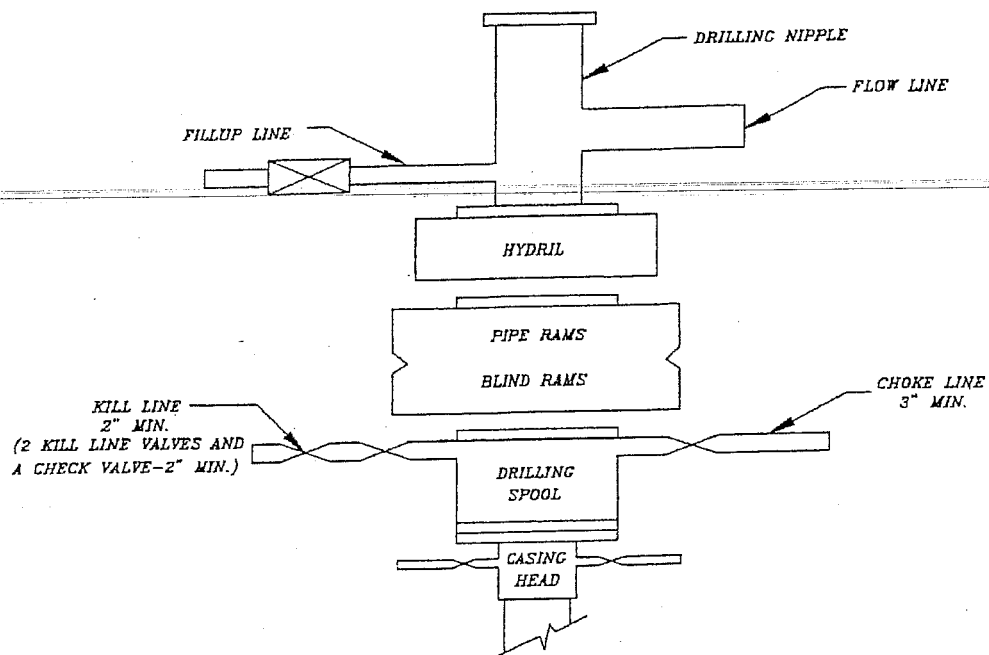 DRILLING NIPPLE
FLOW LINE
FILLUP LINE
HYDRIL
PIPE RAMS
BLIND RAMS
CHOKE LINE
3" MIN.
KILL LINE
2" MIN.
(2 KILL LINE VALVES AND
A CHECK VALVE-2" MIN.)
DRILLING
SPOOL
CASING
HEAD